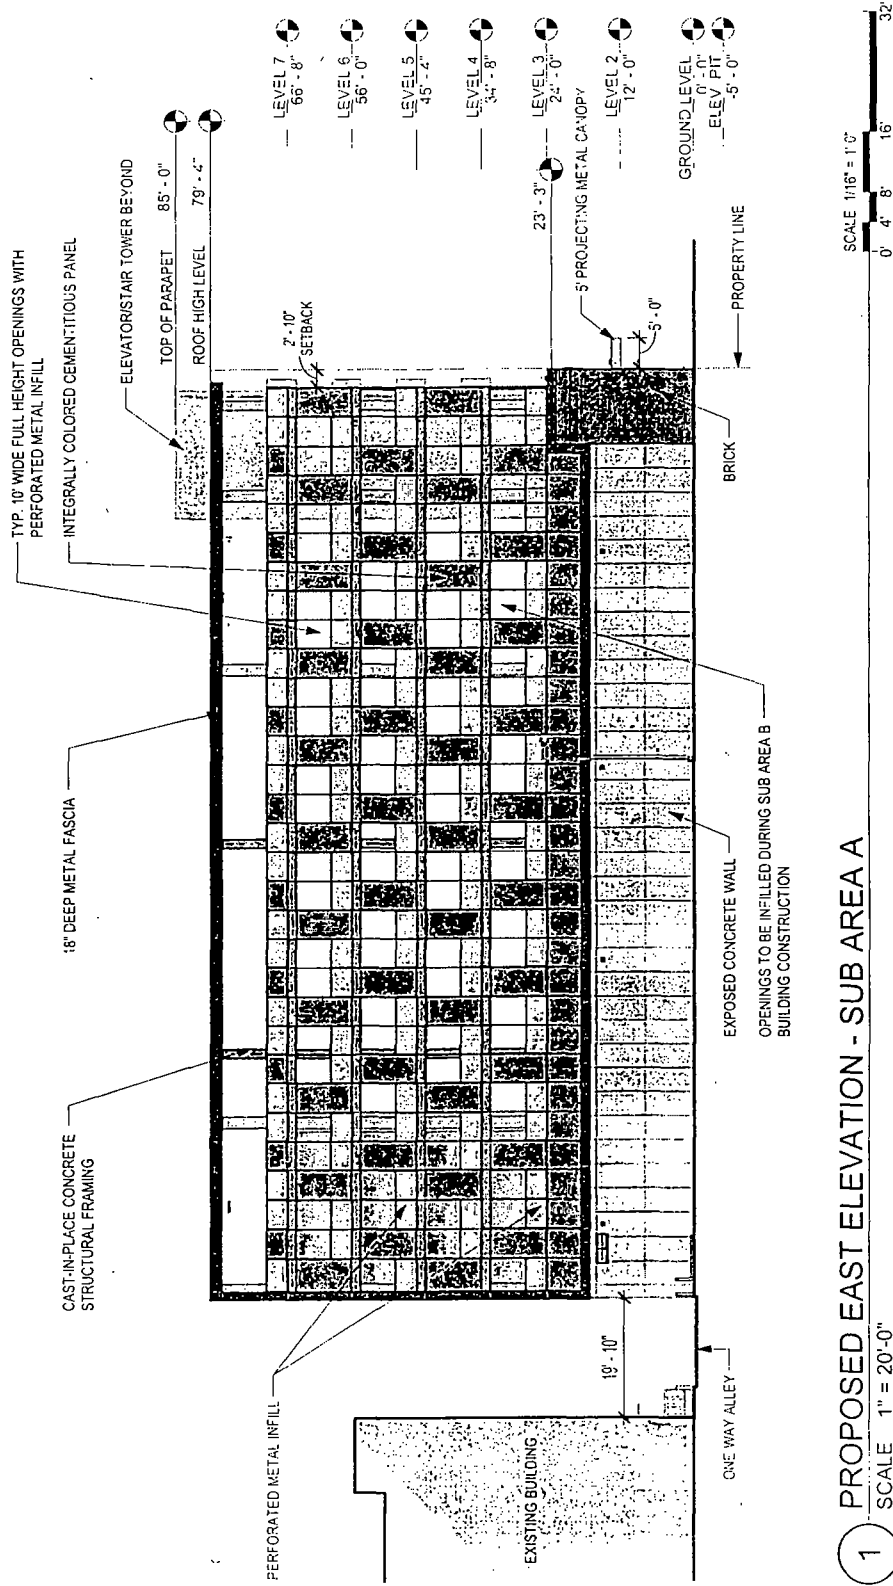 TYP. 10' WIDE FULL HEIGHT OPENINGS WITH
PERFORATED METAL INFILL
INTEGRALLY COLORED CEMENTITIOUS PANEL
ELEVATOR/STAIR TOWER BEYOND
18" DEEP METAL FASCIA
CAST-IN-PLACE CONCRETE
STRUCTURAL FRAMING
PERFORATED METAL INFILL
TOP OF PARAPET 85' - 0"
ROOF HIGH LEVEL 79' - 4"
LEVEL 7
66' - 8"
LEVEL 6
56' - 0"
LEVEL 5
45' - 4"
LEVEL 4
34' - 8"
LEVEL 3
24' - 0"
23' - 3"
LEVEL 2
12' - 0"
GROUND LEVEL
0' - 0"
ELEV. PIT
-5' - 0"
2' - 10"
SETBACK
5' PROJECTING METAL CANOPY
5' - 0"
PROPERTY LINE
BRICK
EXPOSED CONCRETE WALL
OPENINGS TO BE INFILLED DURING SUB AREA B
BUILDING CONSTRUCTION
19' - 10"
EXISTING BUILDING
ONE WAY ALLEY
1
PROPOSED EAST ELEVATION - SUB AREA A
SCALE 1" = 20'-0"
SCALE 1/16" = 1' 0"
0' 4' 8' 16' 32'